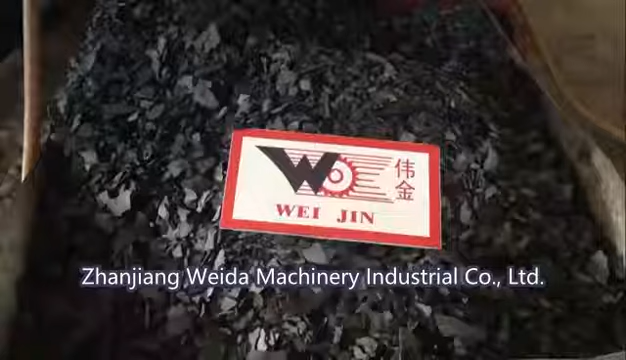 W
伟金
WEI JIN
Zhanjiang Weida Machinery Industrial Co., Ltd.